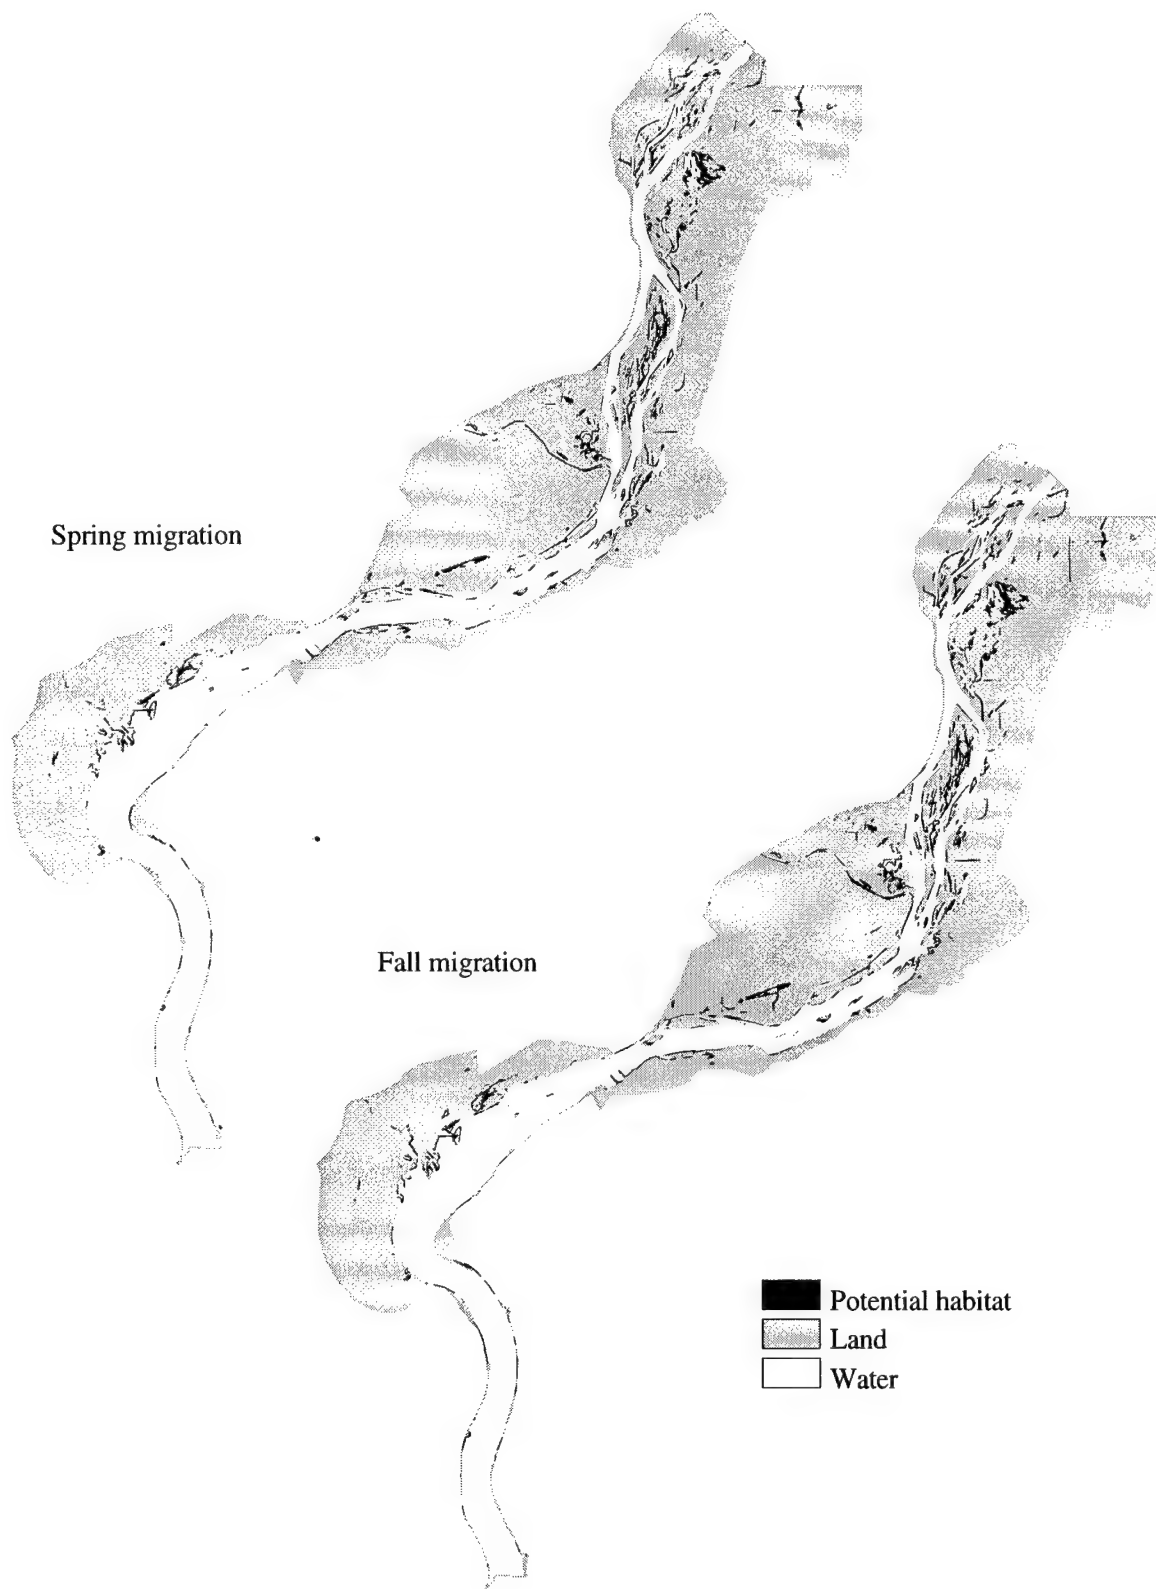 Spring migration
Fall migration
Potential habitat
Land
Water